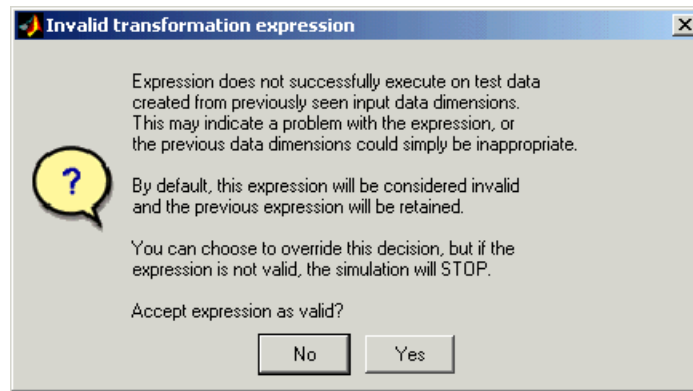 Invalid transformation expression
Expression does not successfully execute on test data
created from previously seen input data dimensions.
This may indicate a problem with the expression, or
the previous data dimensions could simply be inappropriate.
?
By default, this expression will be considered invalid
and the previous expression will be retained.
You can choose to override this decision, but if the
expression is not valid, the simulation will STOP.
Accept expression as valid?
No Yes